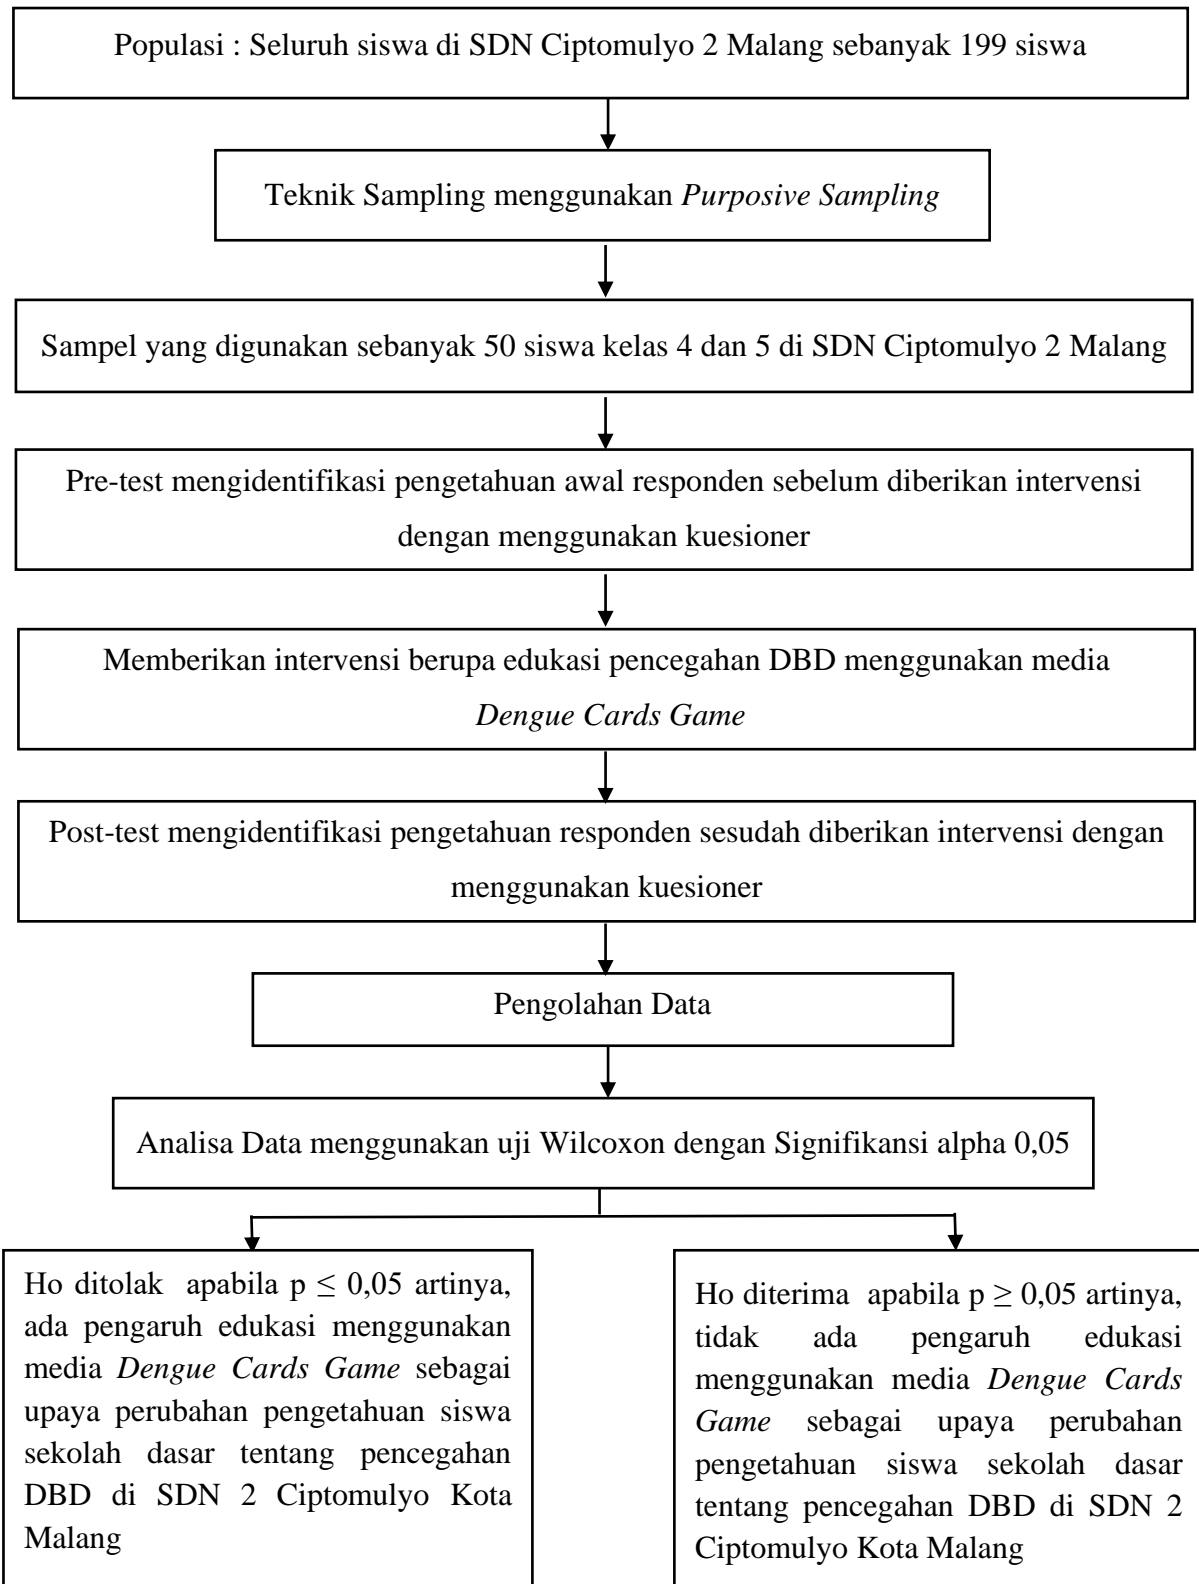 Populasi : Seluruh siswa di SDN Ciptomulyo 2 Malang sebanyak 199 siswa
Teknik Sampling menggunakan Purposive Sampling
Sampel yang digunakan sebanyak 50 siswa kelas 4 dan 5 di SDN Ciptomulyo 2 Malang
Pre-test mengidentifikasi pengetahuan awal responden sebelum diberikan intervensi
dengan menggunakan kuesioner
Memberikan intervensi berupa edukasi pencegahan DBD menggunakan media
Dengue Cards Game
Post-test mengidentifikasi pengetahuan responden sesudah diberikan intervensi dengan
menggunakan kuesioner
Pengolahan Data
Analisa Data menggunakan uji Wilcoxon dengan Signifikansi alpha 0,05
Ho ditolak apabila p ≤ 0,05 artinya,
ada pengaruh edukasi menggunakan
media Dengue Cards Game sebagai
upaya perubahan pengetahuan siswa
sekolah dasar tentang pencegahan
DBD di SDN 2 Ciptomulyo Kota
Malang
Ho diterima apabila p ≥ 0,05 artinya,
tidak ada pengaruh edukasi
menggunakan media Dengue Cards
Game sebagai upaya perubahan
pengetahuan siswa sekolah dasar
tentang pencegahan DBD di SDN 2
Ciptomulyo Kota Malang